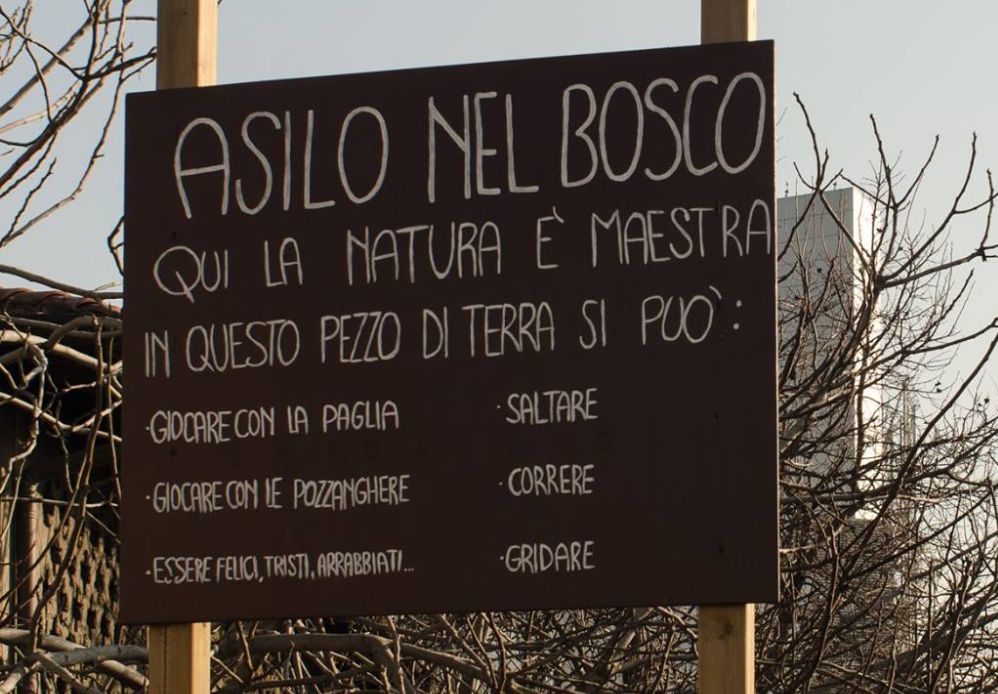 ASILO NEL BOSCO
QUI LA NATURA È MAESTRA
IN QUESTO PEZZO DI TERRA SI PUÒ:
·GIOCARE CON LA PAGLIA
·GIOCARE CON LE POZZANGHERE
·ESSERE FELICI, TRISTI, ARRABBIATI...
·SALTARE
·CORRERE
·GRIDARE